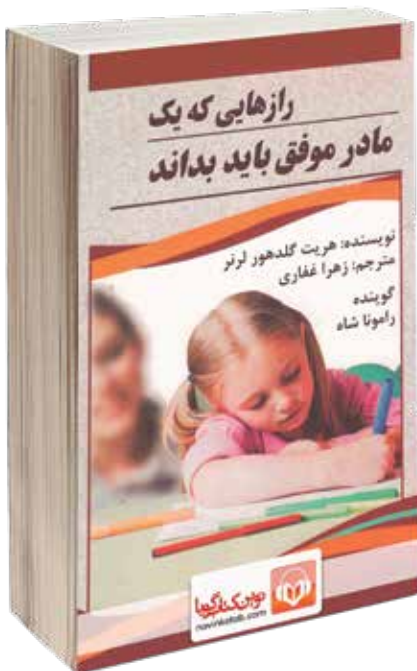 رازهایی که یک
مادر موفق باید بداند
نویسنده: هریت گلدهور لرنر
مترجم: زهرا غفاری
گوینده
رامونا شاه
نوین‌کتاب‌گویا
navinketab.com